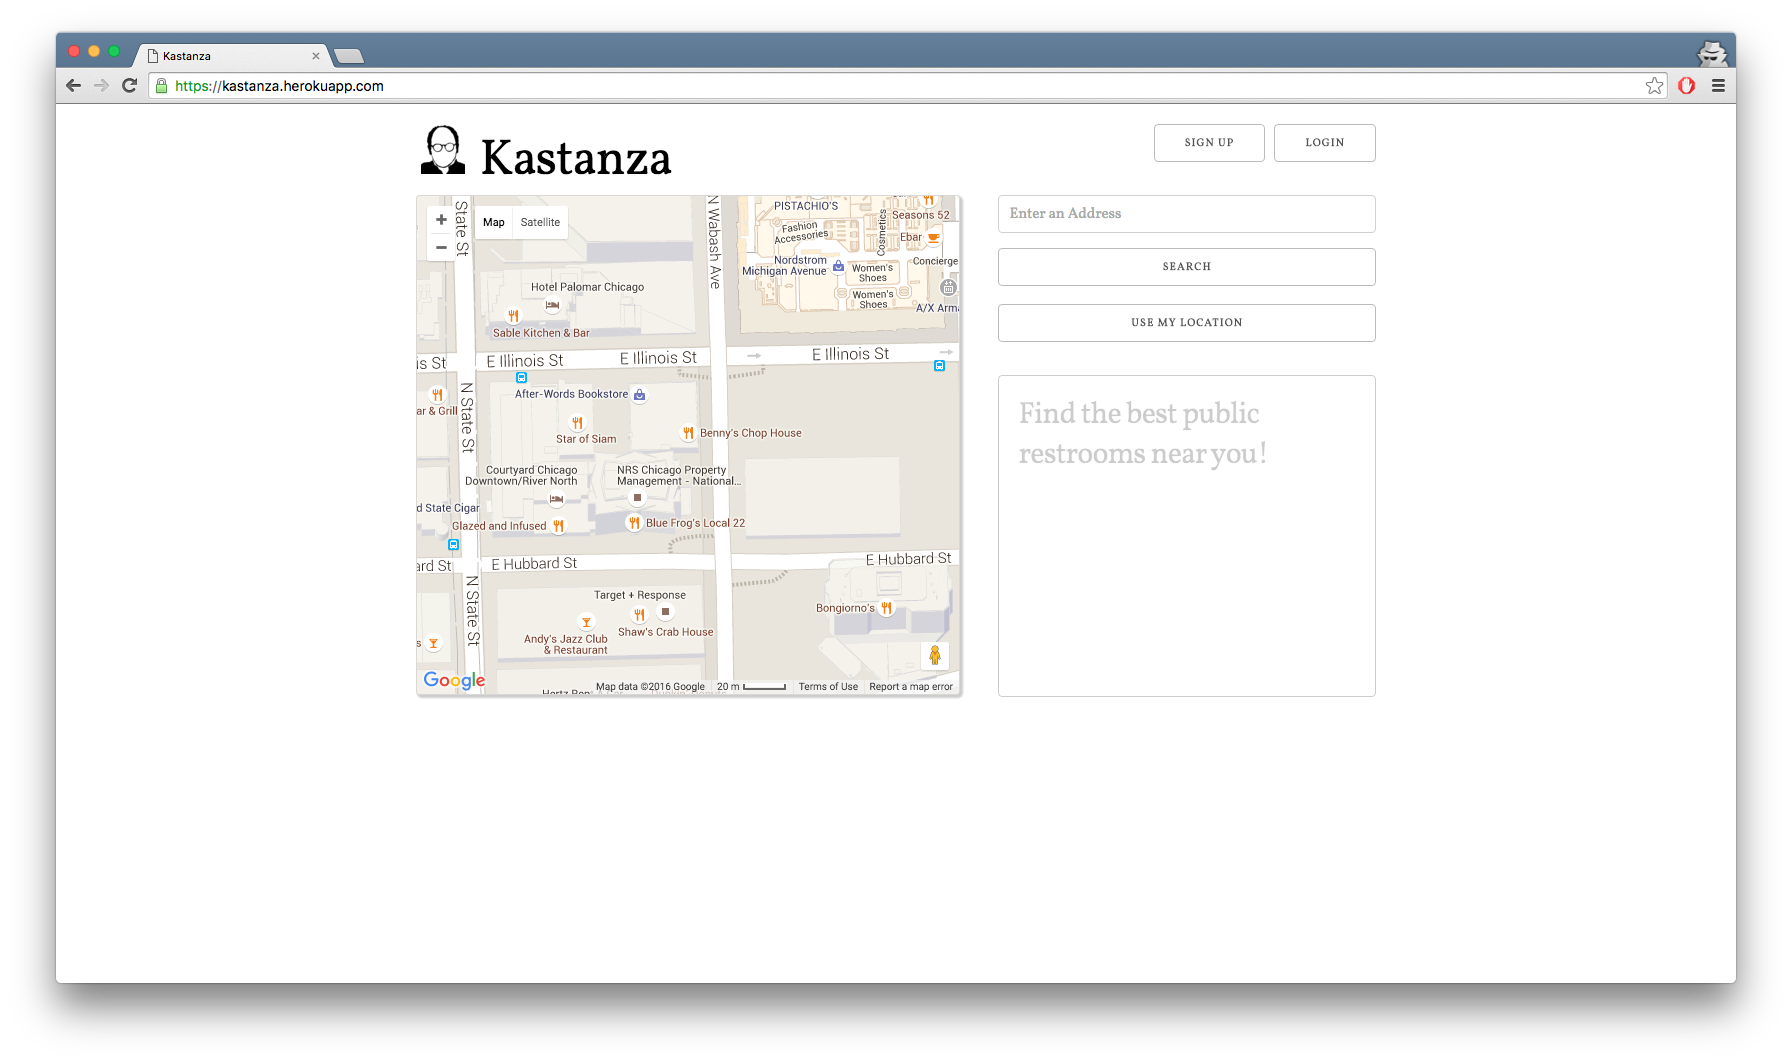 Kastanza
https://kastanza.herokuapp.com
Kastanza
SIGN UP
LOGIN
Map
Satellite
State St
N Wabash Ave
PISTACHIO'S
Fashion
Accessories
Cosmetics
Seasons 52
Ebar
Nordstrom
Michigan Avenue
Women's
Shoes
Concierge
Women's
Shoes
A/X Arm
Hotel Palomar Chicago
Sable Kitchen & Bar
is St
E Illinois St
E Illinois St
E Illinois St
N State St
ar & Grill
After-Words Bookstore
Star of Siam
Benny's Chop House
Courtyard Chicago
Downtown/River North
NRS Chicago Property
Management - National...
d State Cigar
Glazed and Infused
Blue Frog's Local 22
ard St
E Hubbard St
E Hubbard St
N State St
Target + Response
Bongiorno's
Shaw's Crab House
Andy's Jazz Club
& Restaurant
s
Google
Map data ©2016 Google
20 m
Terms of Use
Report a map error
Enter an Address
SEARCH
USE MY LOCATION
Find the best public
restrooms near you!